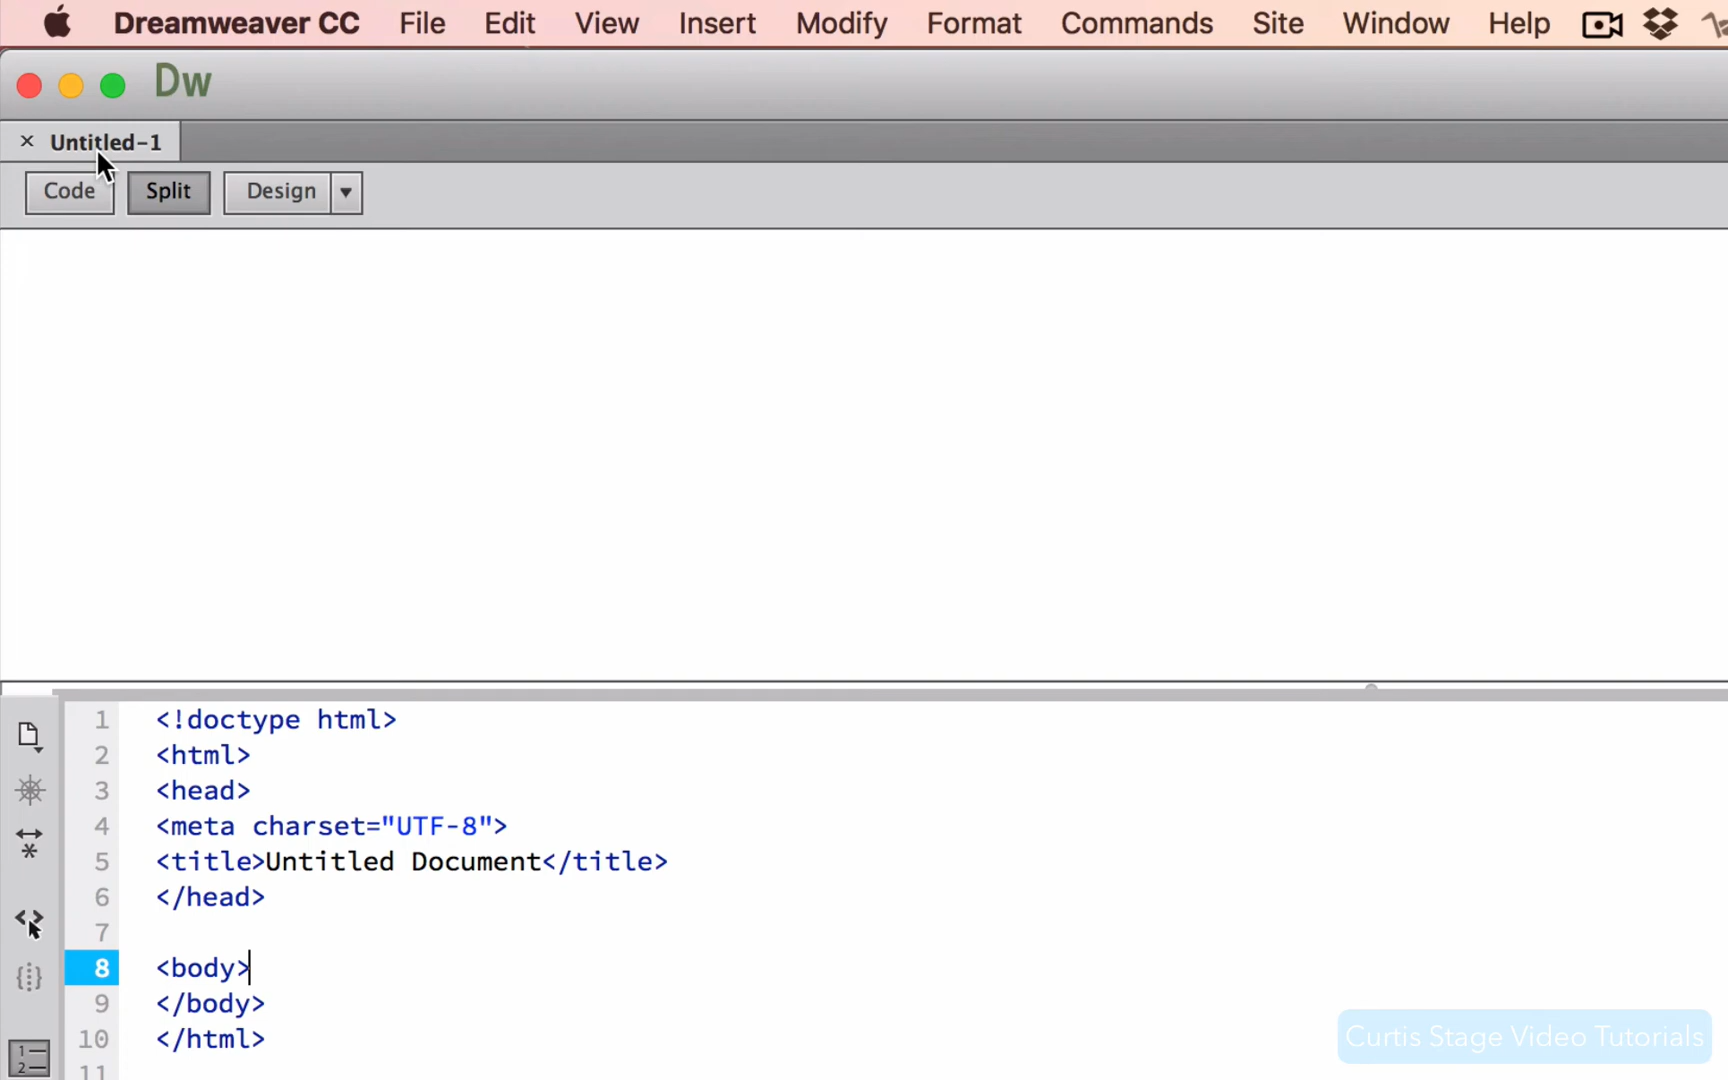 Dreamweaver CC File Edit View Insert Modify Format Commands Site Window Help
Dw
Untitled-1
Code Split Design
1 <!doctype html>
2 <html>
3 <head>
4 <meta charset="UTF-8">
5 <title>Untitled Document</title>
6 </head>
7
8 <body>
9 </body>
10 </html>
11
Curtis Stage Video Tutorials